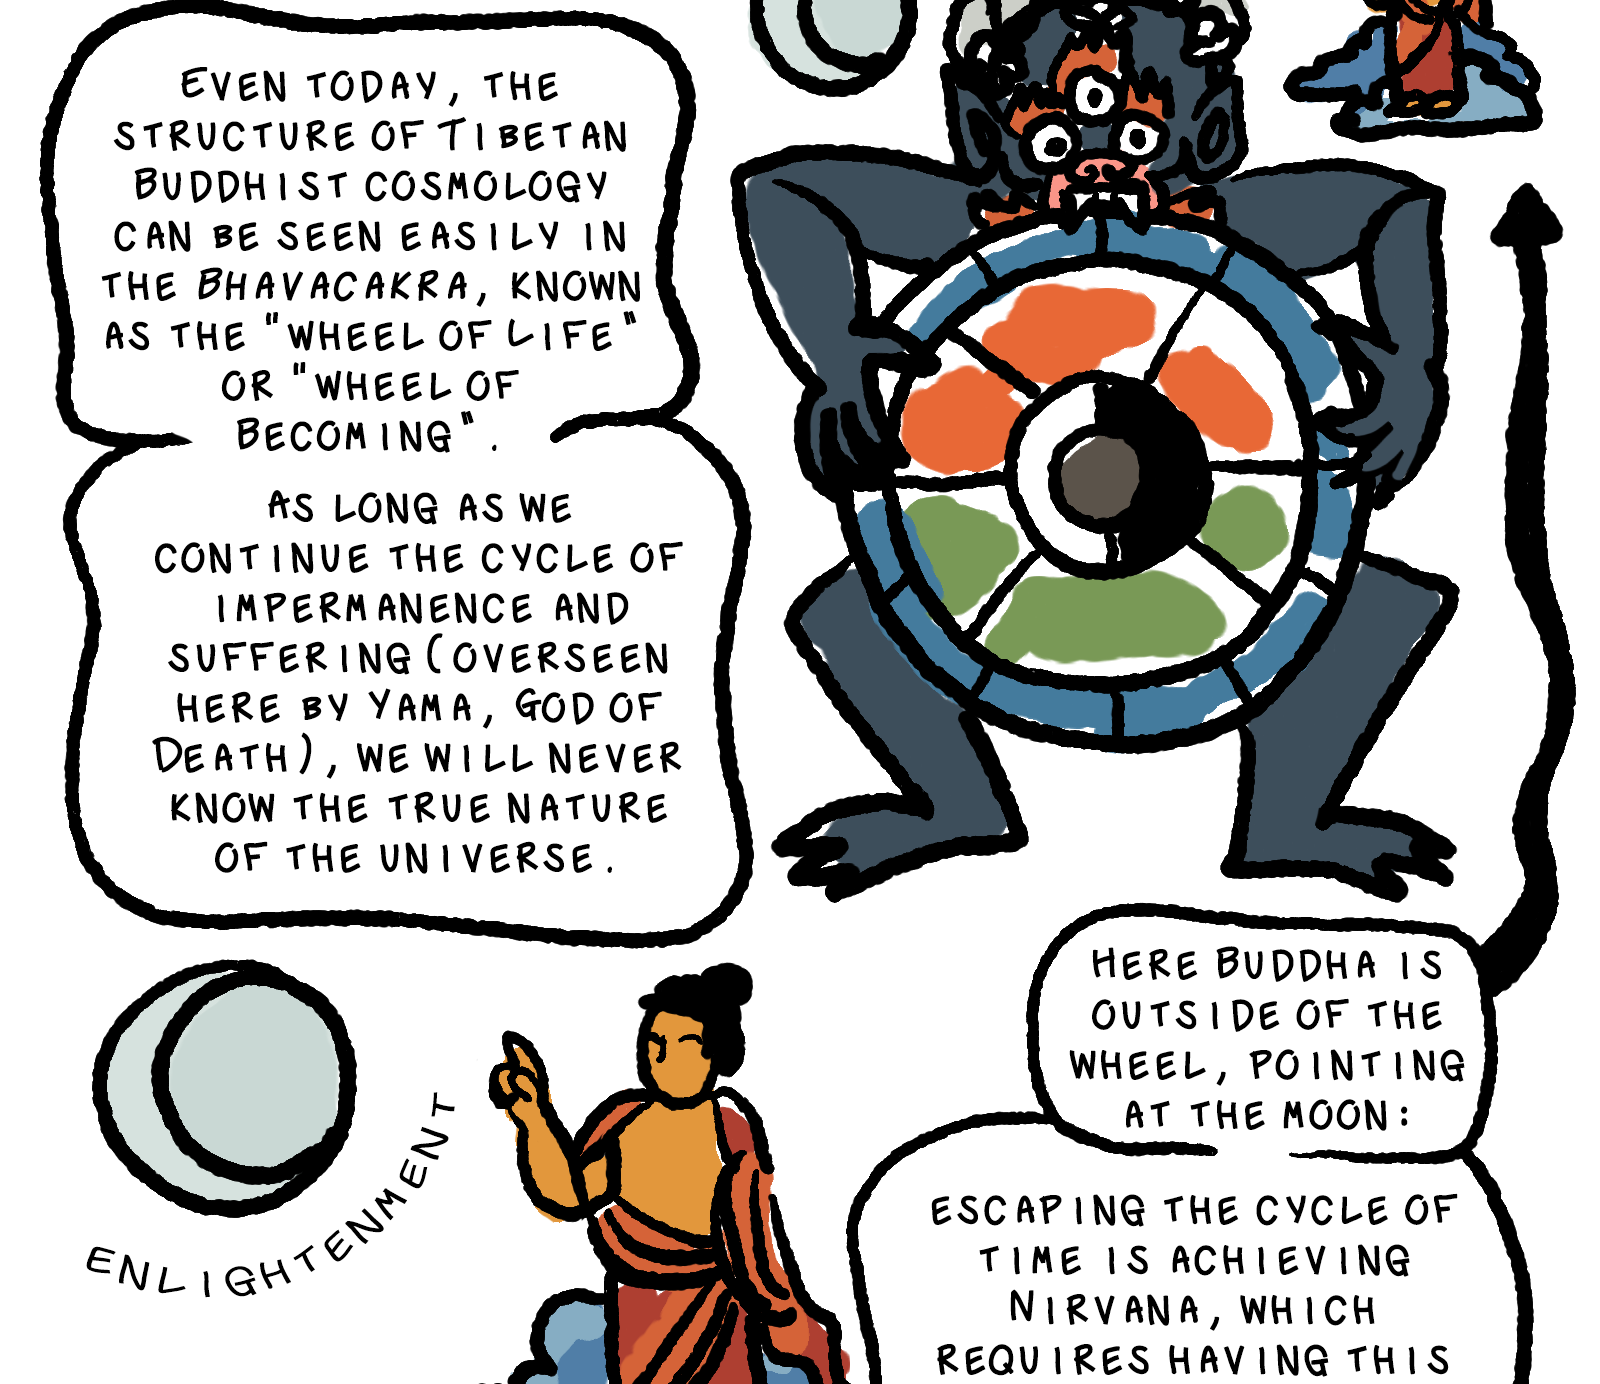 EVEN TODAY, THE
STRUCTURE OF TIBETAN
BUDDHIST COSMOLOGY
CAN BE SEEN EASILY IN
THE BHAVACAKRA, KNOWN
AS THE "WHEEL OF LIFE"
OR "WHEEL OF
BECOMING".
AS LONG AS WE
CONTINUE THE CYCLE OF
IMPERMANENCE AND
SUFFERING (OVERSEEN
HERE BY YAMA, GOD OF
DEATH), WE WILL NEVER
KNOW THE TRUE NATURE
OF THE UNIVERSE.
HERE BUDDHA IS
OUTSIDE OF THE
WHEEL, POINTING
AT THE MOON:
ENLIGHTENMENT
ESCAPING THE CYCLE OF
TIME IS ACHIEVING
NIRVANA, WHICH
REQUIRES HAVING THIS